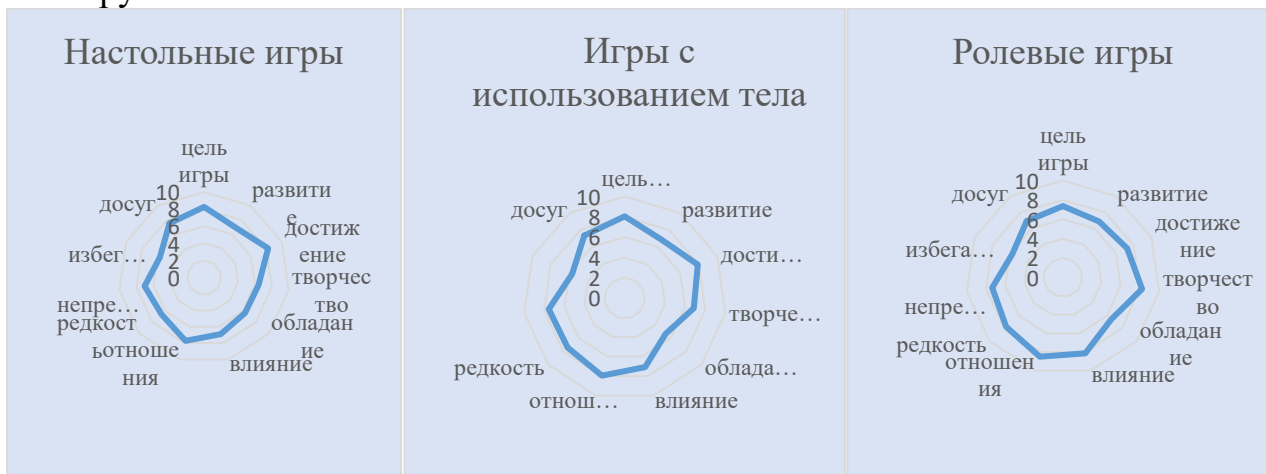 Настольные игры
цель
игры
развити
е
достиж
ение
творчес
тво
обладан
ие
влияние
отноше
ния
редкост
ь
непре…
избег…
досуг
10
8
6
4
2
0
Игры с
использованием тела
цель…
развитие
дости…
творче…
облада…
влияние
отнош…
редкость
досуг
10
8
6
4
2
0
Ролевые игры
цель
игры
развитие
достиже
ние
творчест
во
обладан
ие
влияние
отношен
ия
редкость
непре…
избега…
досуг
10
8
6
4
2
0